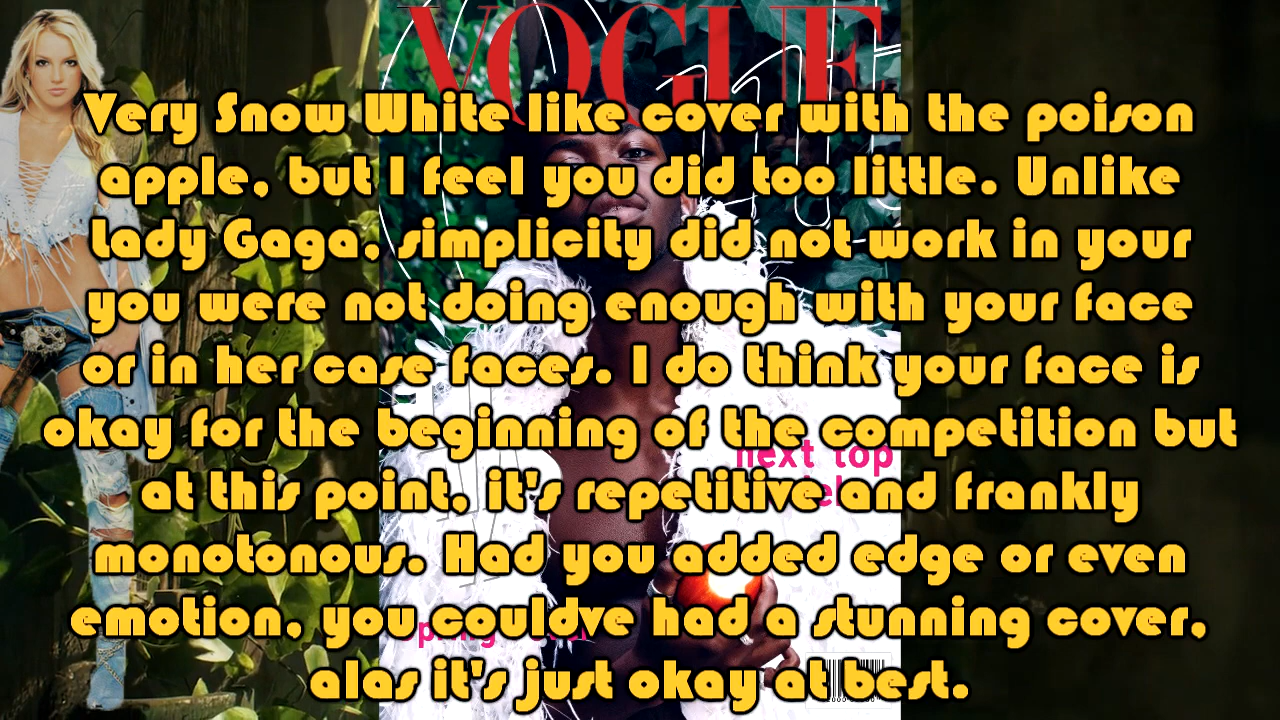 VOGUE
Very Snow White like cover with the poison
apple, but I feel you did too little. Unlike
Lady Gaga, simplicity did not work in your
you were not doing enough with your face
or in her case faces. I do think your face is
okay for the beginning of the competition but
next top
at this point, it's repetitive and frankly
monotonous. Had you added edge or even
emotion, you couldve had a stunning cover,
alas it's just okay at best.